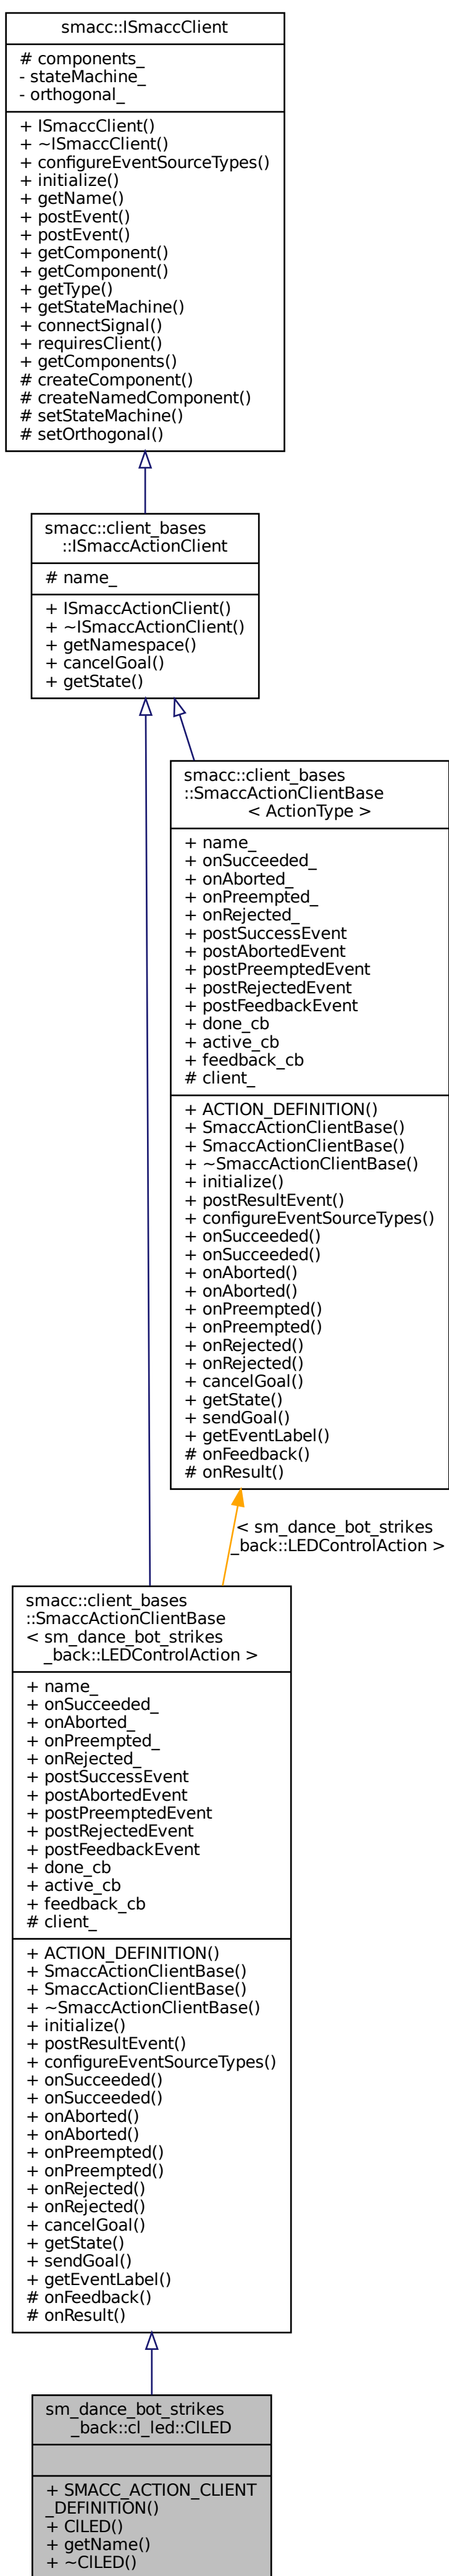 smacc::ISmaccClient
# components_
- stateMachine_
- orthogonal_
+ ISmaccClient()
+ ~ISmaccClient()
+ configureEventSourceTypes()
+ initialize()
+ getName()
+ postEvent()
+ postEvent()
+ getComponent()
+ getComponent()
+ getType()
+ getStateMachine()
+ connectSignal()
+ requiresClient()
+ getComponents()
# createComponent()
# createNamedComponent()
# setStateMachine()
# setOrthogonal()
smacc::client_bases
::ISmaccActionClient
# name_
+ ISmaccActionClient()
+ ~ISmaccActionClient()
+ getNamespace()
+ cancelGoal()
+ getState()
smacc::client_bases
::SmaccActionClientBase
< ActionType >
+ name_
+ onSucceeded_
+ onAborted_
+ onPreempted_
+ onRejected_
+ postSuccessEvent
+ postAbortedEvent
+ postPreemptedEvent
+ postRejectedEvent
+ postFeedbackEvent
+ done_cb
+ active_cb
+ feedback_cb
# client_
+ ACTION_DEFINITION()
+ SmaccActionClientBase()
+ SmaccActionClientBase()
+ ~SmaccActionClientBase()
+ initialize()
+ postResultEvent()
+ configureEventSourceTypes()
+ onSucceeded()
+ onSucceeded()
+ onAborted()
+ onAborted()
+ onPreempted()
+ onPreempted()
+ onRejected()
+ onRejected()
+ cancelGoal()
+ getState()
+ sendGoal()
+ getEventLabel()
# onFeedback()
# onResult()
< sm_dance_bot_strikes
_back::LEDControlAction >
smacc::client_bases
::SmaccActionClientBase
< sm_dance_bot_strikes
_back::LEDControlAction >
+ name_
+ onSucceeded_
+ onAborted_
+ onPreempted_
+ onRejected_
+ postSuccessEvent
+ postAbortedEvent
+ postPreemptedEvent
+ postRejectedEvent
+ postFeedbackEvent
+ done_cb
+ active_cb
+ feedback_cb
# client_
+ ACTION_DEFINITION()
+ SmaccActionClientBase()
+ SmaccActionClientBase()
+ ~SmaccActionClientBase()
+ initialize()
+ postResultEvent()
+ configureEventSourceTypes()
+ onSucceeded()
+ onSucceeded()
+ onAborted()
+ onAborted()
+ onPreempted()
+ onPreempted()
+ onRejected()
+ onRejected()
+ cancelGoal()
+ getState()
+ sendGoal()
+ getEventLabel()
# onFeedback()
# onResult()
sm_dance_bot_strikes
_back::cl_led::ClLED
+ SMACC_ACTION_CLIENT
_DEFINITION()
+ ClLED()
+ getName()
+ ~ClLED()